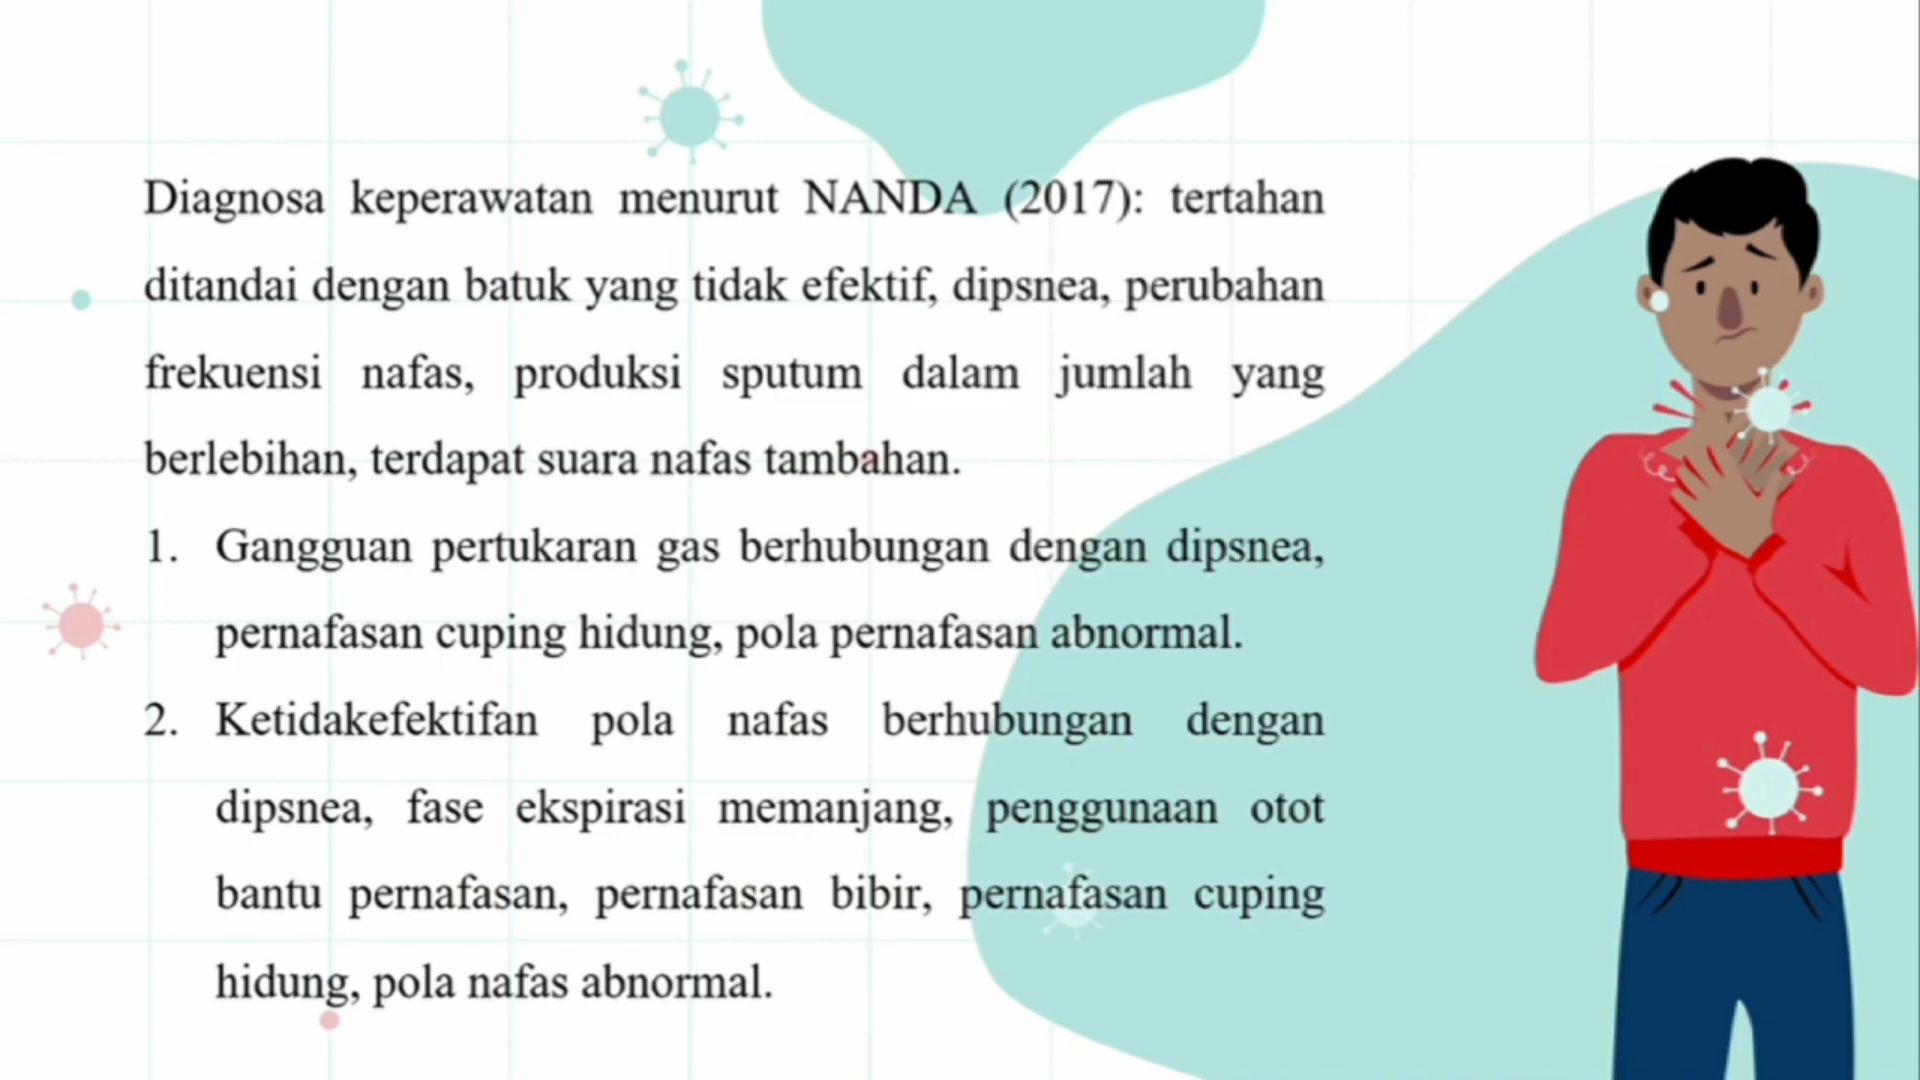 Diagnosa keperawatan menurut NANDA (2017): tertahan
ditandai dengan batuk yang tidak efektif, dipsnea, perubahan
frekuensi nafas, produksi sputum dalam jumlah yang
berlebihan, terdapat suara nafas tambahan.
1. Gangguan pertukaran gas berhubungan dengan dipsnea,
pernafasan cuping hidung, pola pernafasan abnormal.
2. Ketidakefektifan pola nafas berhubungan dengan
dipsnea, fase ekspirasi memanjang, penggunaan otot
bantu pernafasan, pernafasan bibir, pernafasan cuping
hidung, pola nafas abnormal.